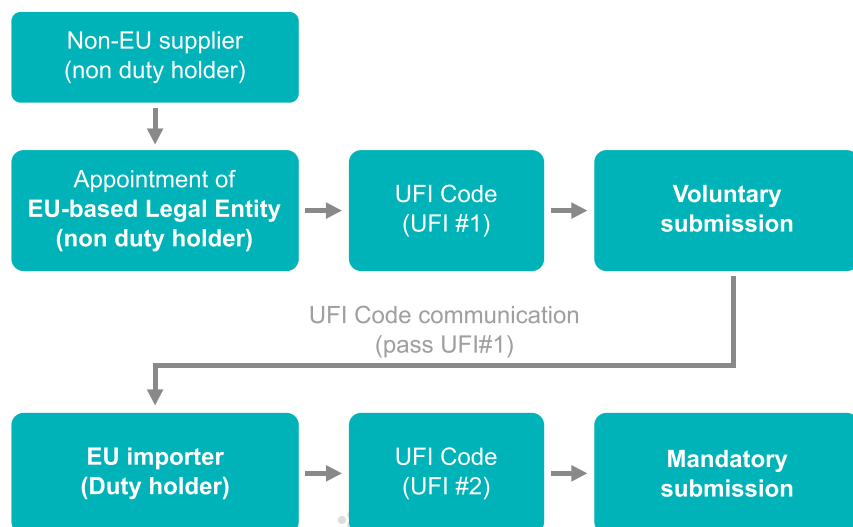 Non-EU supplier
(non duty holder)
Appointment of
EU-based Legal Entity
(non duty holder)
UFI Code
(UFI #1)
Voluntary
submission
UFI Code communication
(pass UFI#1)
EU importer
(Duty holder)
UFI Code
(UFI #2)
Mandatory
submission